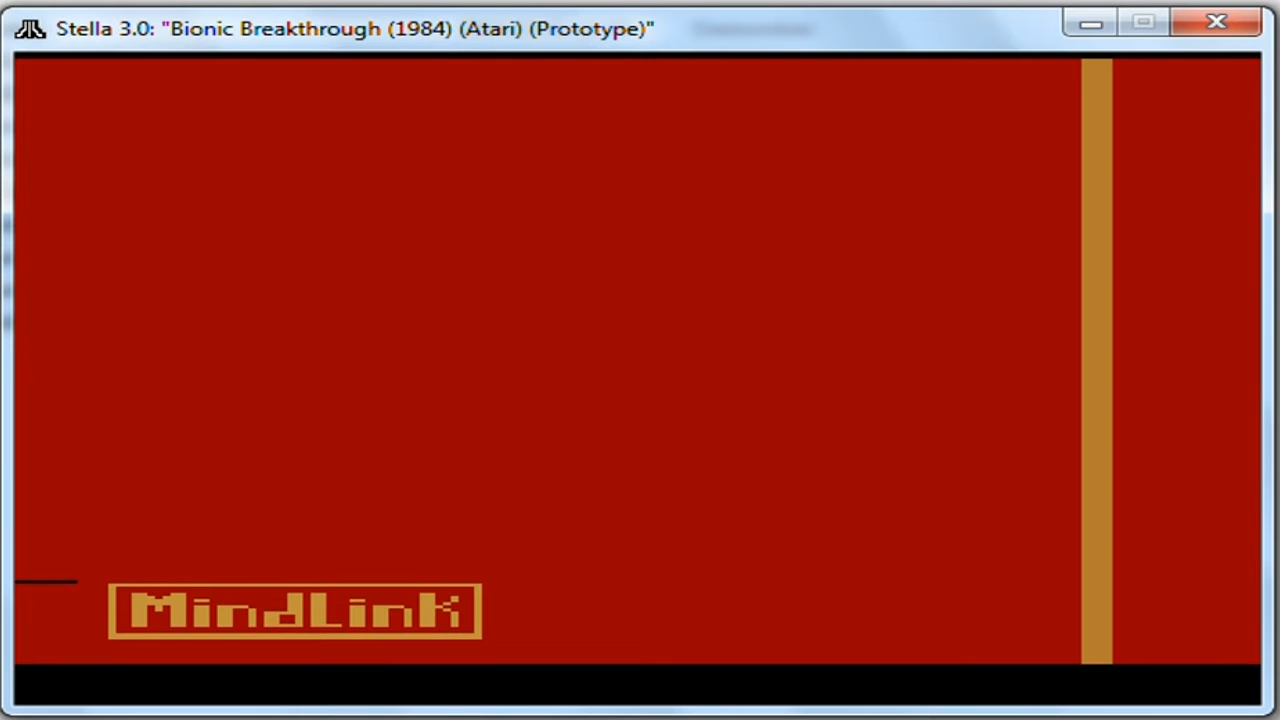 Stella 3.0: "Bionic Breakthrough (1984) (Atari) (Prototype)"
MindLink